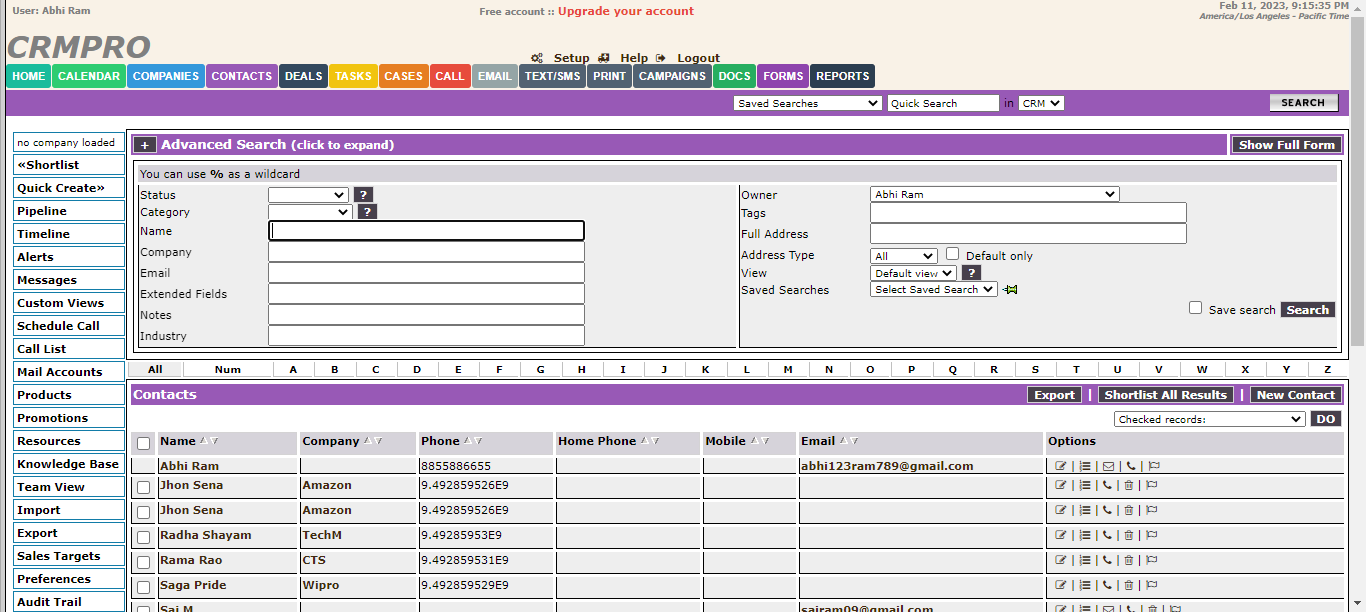 User: Abhi Ram
Free account :: Upgrade your account
Feb 11, 2023, 9:15:35 PM
America/Los Angeles - Pacific Time
CRMPRO
Setup Help Logout
HOME CALENDAR COMPANIES CONTACTS DEALS TASKS CASES CALL EMAIL TEXT/SMS PRINT CAMPAIGNS DOCS FORMS REPORTS
Saved Searches Quick Search in CRM SEARCH
no company loaded
«Shortlist
Quick Create»
Pipeline
Timeline
Alerts
Messages
Custom Views
Schedule Call
Call List
Mail Accounts
Products
Promotions
Resources
Knowledge Base
Team View
Import
Export
Sales Targets
Preferences
Audit Trail
+ Advanced Search (click to expand) Show Full Form
You can use % as a wildcard
Status ?
Category ?
Name
Company
Email
Extended Fields
Notes
Industry
Owner Abhi Ram
Tags
Full Address
Address Type All Default only
View Default view ?
Saved Searches Select Saved Search
Save search Search
All Num A B C D E F G H I J K L M N O P Q R S T U V W X Y Z
Contacts Export | Shortlist All Results | New Contact
Checked records: DO
Name Company Phone Home Phone Mobile Email Options
Abhi Ram 8855886655 abhi123ram789@gmail.com | | | |
Jhon Sena Amazon 9.492859526E9 | | | |
Jhon Sena Amazon 9.492859526E9 | | | |
Radha Shayam TechM 9.49285953E9 | | | |
Rama Rao CTS 9.492859531E9 | | | |
Saga Pride Wipro 9.492859529E9 | | | |
Sai M sairam09@gmail.com | | | | |